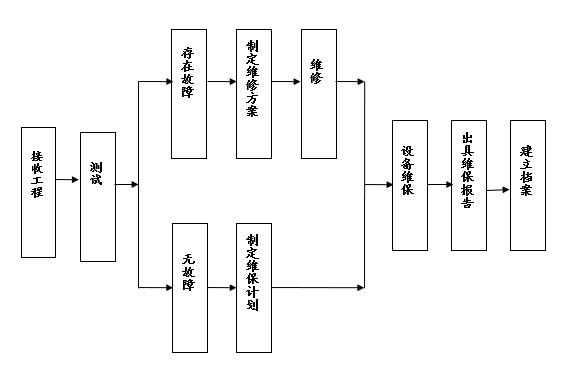 接收工程
测试
存在故障
制定维修方案
维修
无故障
制定维保计划
设备维保
出具维保报告
建立档案